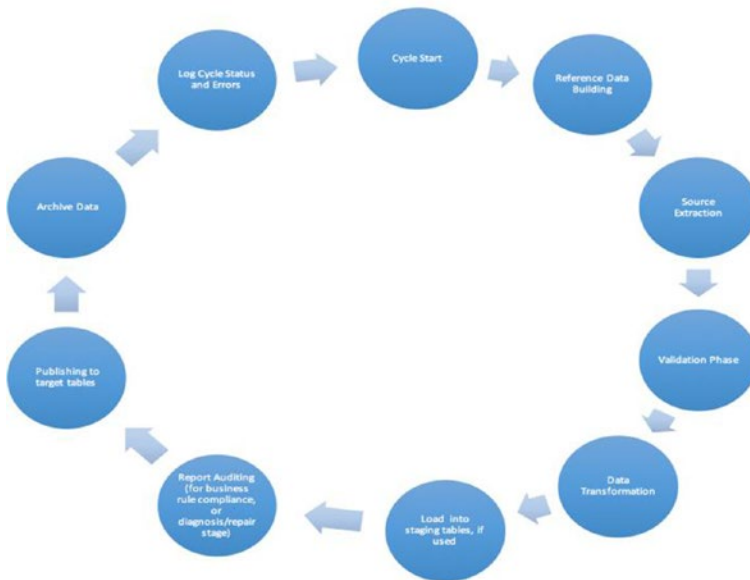 Cycle Start
Reference Data
Building
Source
Extraction
Validation Phase
Data
Transformation
Load into
staging tables, if
used
Report Auditing
(for business
rule compliance,
or
diagnosis/repair
stage)
Publishing to
target tables
Archive Data
Log Cycle Status
and Errors